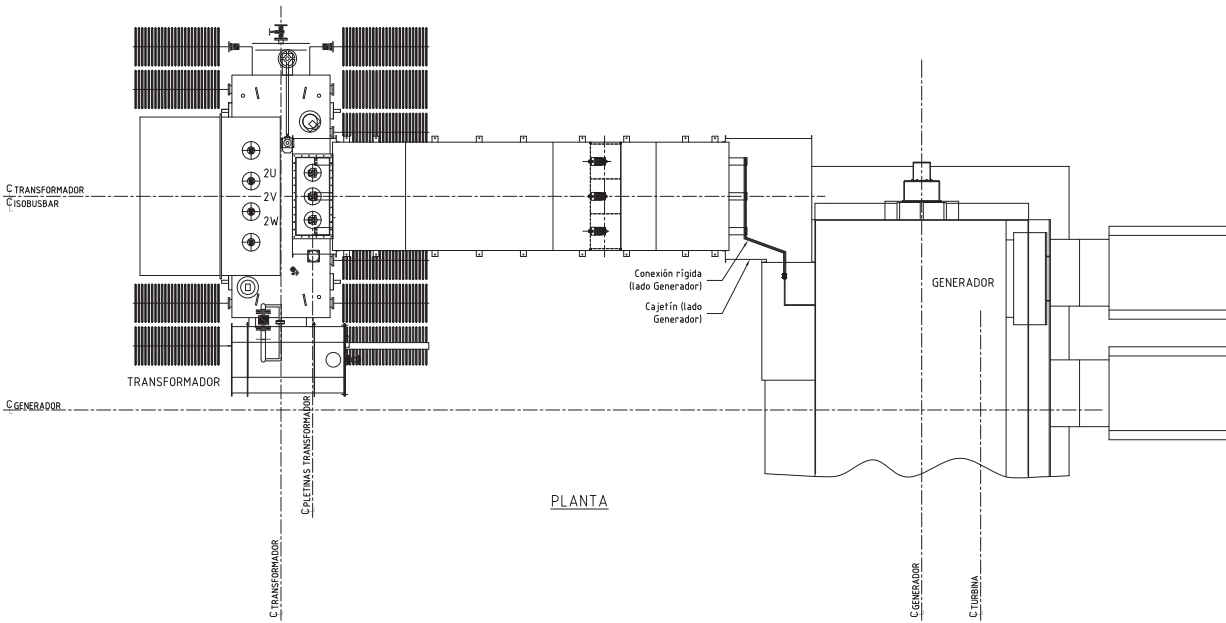 2U
℄ TRANSFORMADOR
2V
℄ ISOBUSBAR
2W
Conexión rígida
(lado Generador)
GENERADOR
Cajetín (lado
Generador)
TRANSFORMADOR
℄ GENERADOR
℄ PLETINAS TRANSFORMADOR
PLANTA
℄ TRANSFORMADOR
℄ GENERADOR
℄ TURBINA